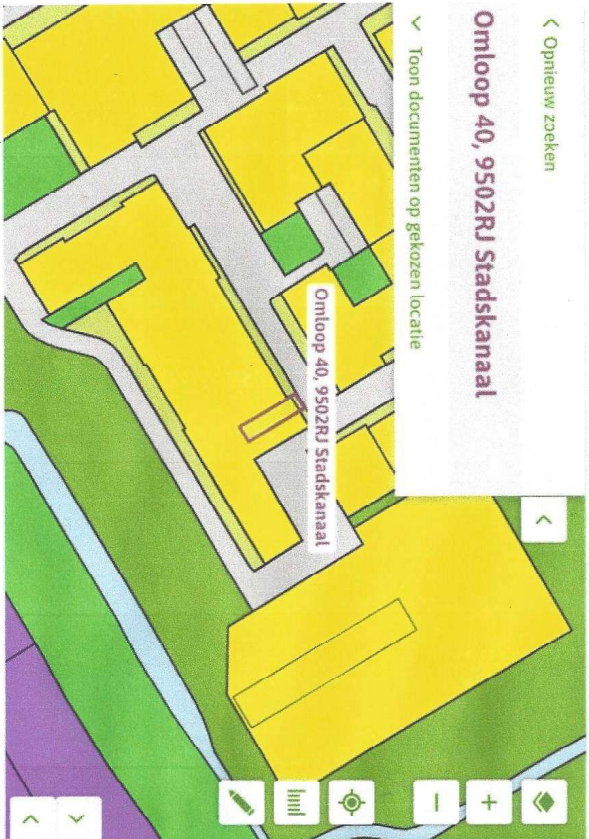 Opnieuw zoeken
Omloop 40, 9502RJ Stadskanaal
Toon documenten op gekozen locatie
Omloop 40, 9502RJ Stadskanaal